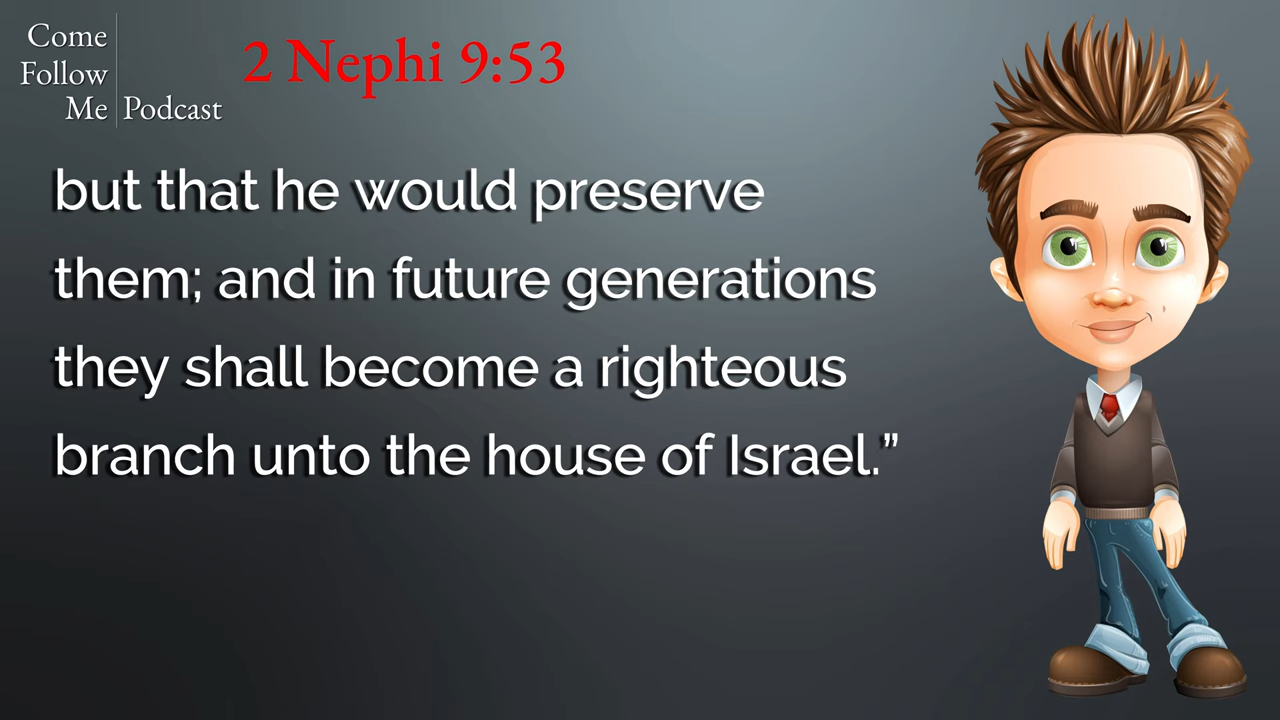 Come
Follow
Me Podcast
2 Nephi 9:53
but that he would preserve
them; and in future generations
they shall become a righteous
branch unto the house of Israel.”